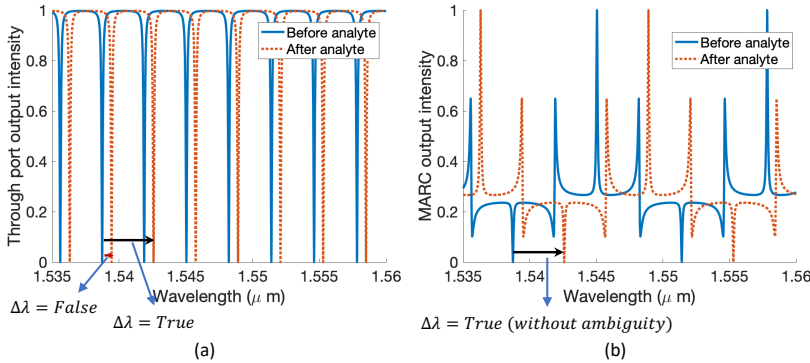 Through port output intensity
1
0.8
0.6
0.4
0.2
0
1.535
1.54
1.545
1.55
1.555
1.56
Wavelength (μ m)
Before analyte
After analyte
Δλ = False
Δλ = True
(a)
MARC output intensity
1
0.8
0.6
0.4
0.2
0
1.535
1.54
1.545
1.55
1.555
1.56
Wavelength (μ m)
Before analyte
After analyte
Δλ = True (without ambiguity)
(b)